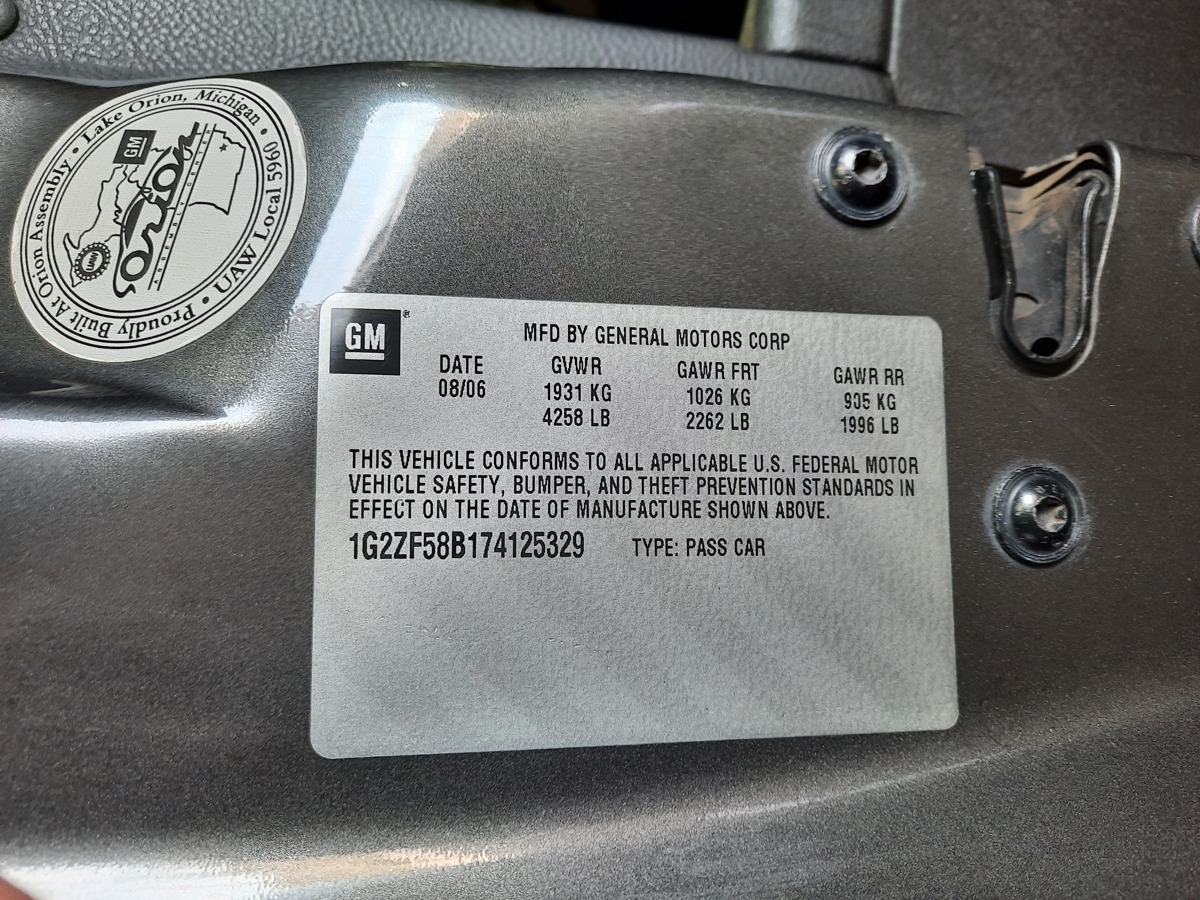 Proudly Built At Orion Assembly • Lake Orion, Michigan •
UAW Local 5960 •
GM
Orion
ASSEMBLY CENTER
UAW
GM®
MFD BY GENERAL MOTORS CORP
DATE GVWR GAWR FRT GAWR RR
08/06 1931 KG 1026 KG 905 KG
4258 LB 2262 LB 1996 LB
THIS VEHICLE CONFORMS TO ALL APPLICABLE U.S. FEDERAL MOTOR
VEHICLE SAFETY, BUMPER, AND THEFT PREVENTION STANDARDS IN
EFFECT ON THE DATE OF MANUFACTURE SHOWN ABOVE.
1G2ZF58B174125329 TYPE: PASS CAR